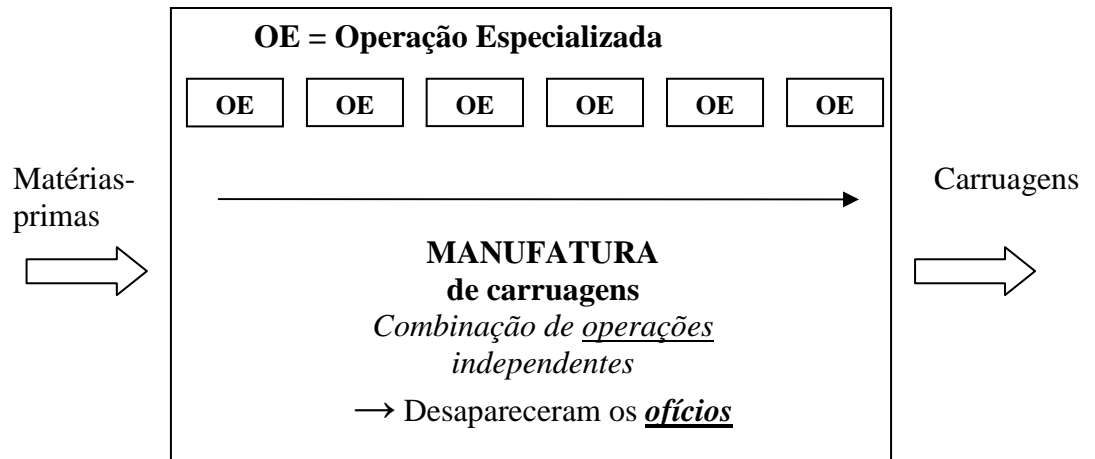 OE = Operação Especializada
OE OE OE OE OE OE
Matérias-
primas
Carruagens
MANUFATURA
de carruagens
Combinação de operações
independentes
→ Desapareceram os ofícios